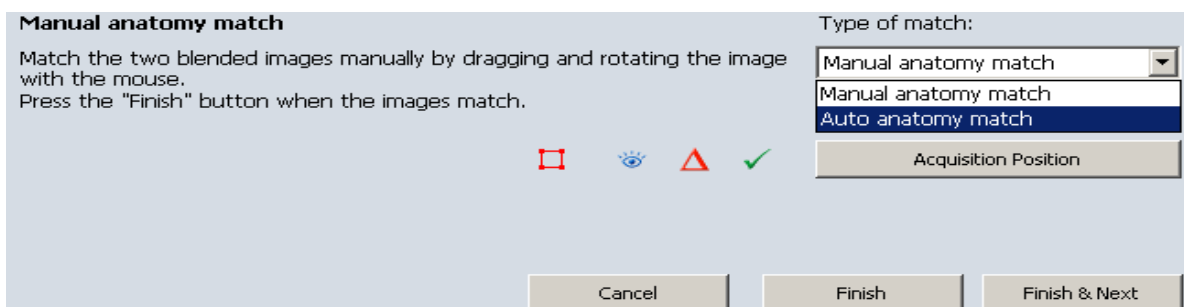 Manual anatomy match
Type of match:
Match the two blended images manually by dragging and rotating the image
with the mouse.
Press the "Finish" button when the images match.
Manual anatomy match
Manual anatomy match
Auto anatomy match
Acquisition Position
Cancel
Finish
Finish & Next